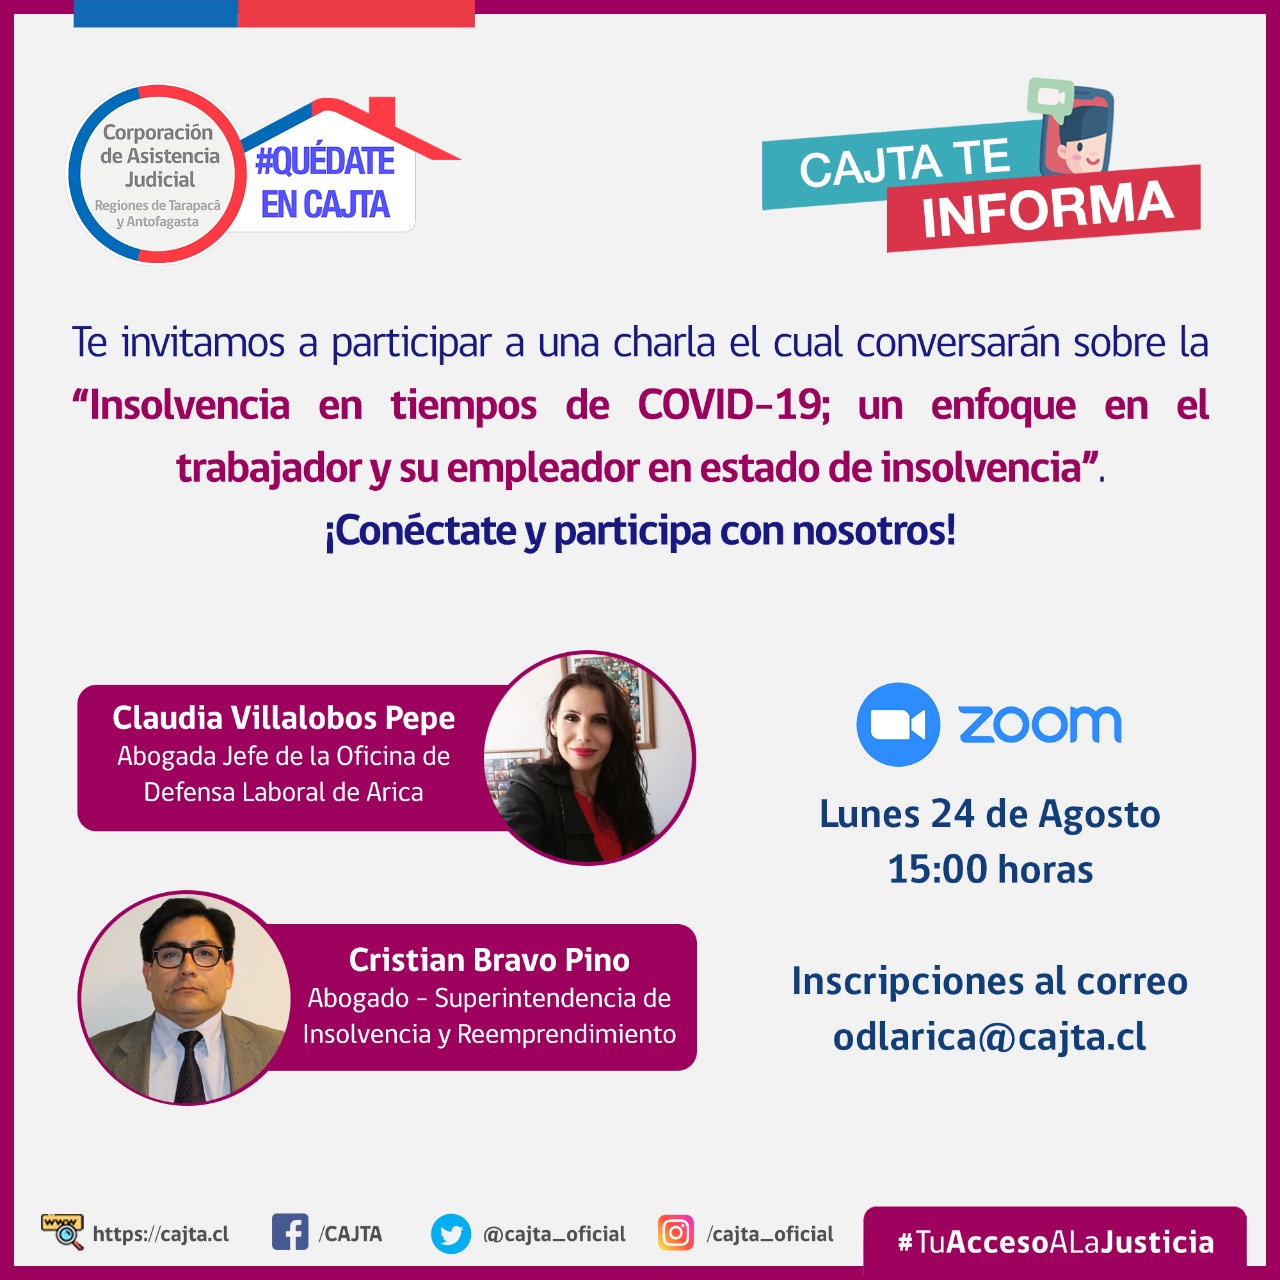 Corporación
de Asistencia
Judicial
Regiones de Tarapacá
y Antofagasta
#QUÉDATE
EN CAJTA
CAJTA TE
INFORMA
Te invitamos a participar a una charla el cual conversarán sobre la
“Insolvencia en tiempos de COVID-19; un enfoque en el
trabajador y su empleador en estado de insolvencia”.
¡Conéctate y participa con nosotros!
Claudia Villalobos Pepe
Abogada Jefe de la Oficina de
Defensa Laboral de Arica
Cristian Bravo Pino
Abogado - Superintendencia de
Insolvencia y Reemprendimiento
zoom
Lunes 24 de Agosto
15:00 horas
Inscripciones al correo
odlarica@cajta.cl
www
https://cajta.cl
/CAJTA
@cajta_oficial
/cajta_oficial
#TuAccesoALaJusticia